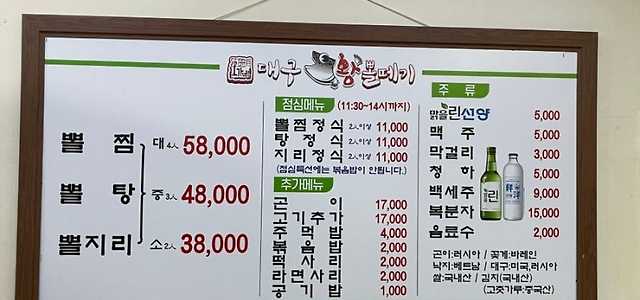 대구 왕뽈떼기
뽈 찜 대 4人 58,000
뽈 탕 중 3人 48,000
뽈지리 소 2人 38,000
점심메뉴 (11:30~14시까지)
뽈찜정식 2人이상 11,000
탕정식 2人이상 11,000
지리정식 2人이상 11,000
(점심특선에는 볶음밥이 안됩니다.)
추가메뉴
곤이 17,000
고기추가 17,000
주먹밥 4,000
볶음밥 2,000
떡사리 2,000
라면사리 2,000
공기밥 1,000
주 류
맑을린선양 5,000
맥주 5,000
막걸리 3,000
청하 5,000
백세주 9,000
복분자 15,000
음료수 2,000
린
곤이:러시아 / 꽃게:바레인
낙지:베트남 / 대구:미국,러시아
쌀:국내산 / 김치(국내산)
(고춧가루:중국산)